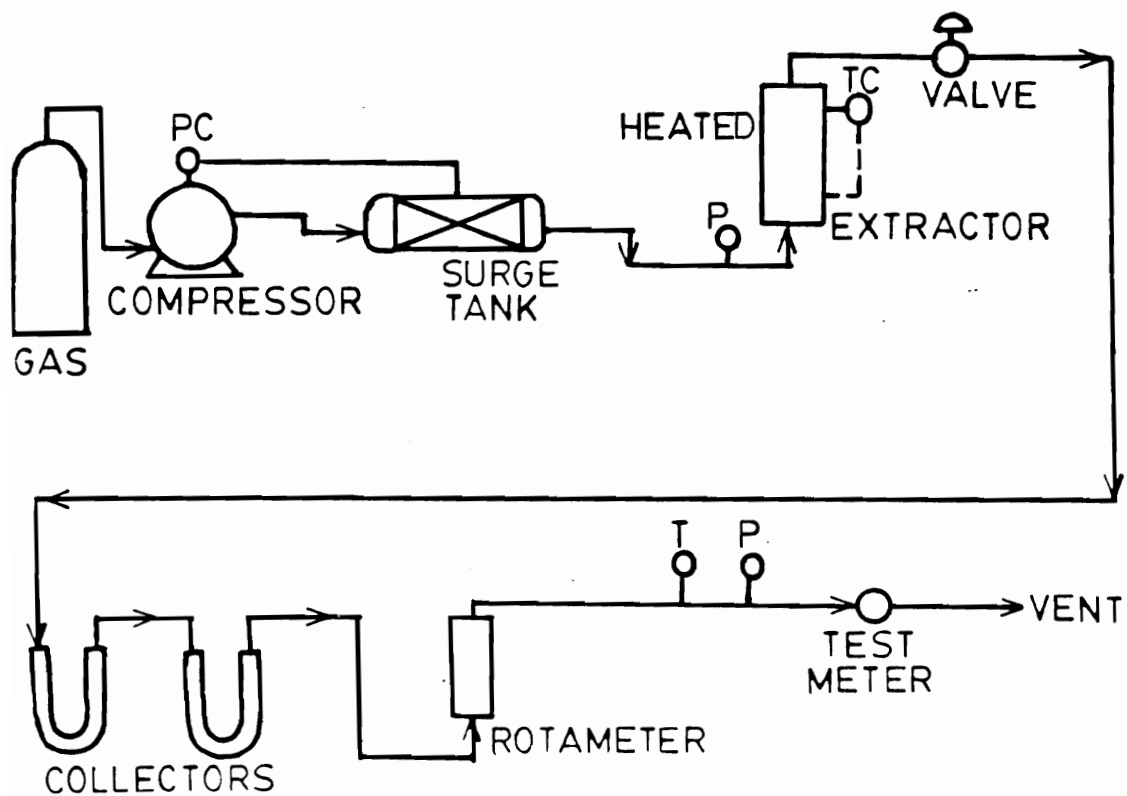 PC
COMPRESSOR
GAS
SURGE
TANK
P
HEATED
TC
EXTRACTOR
VALVE
COLLECTORS
ROTAMETER
T
P
TEST
METER
VENT